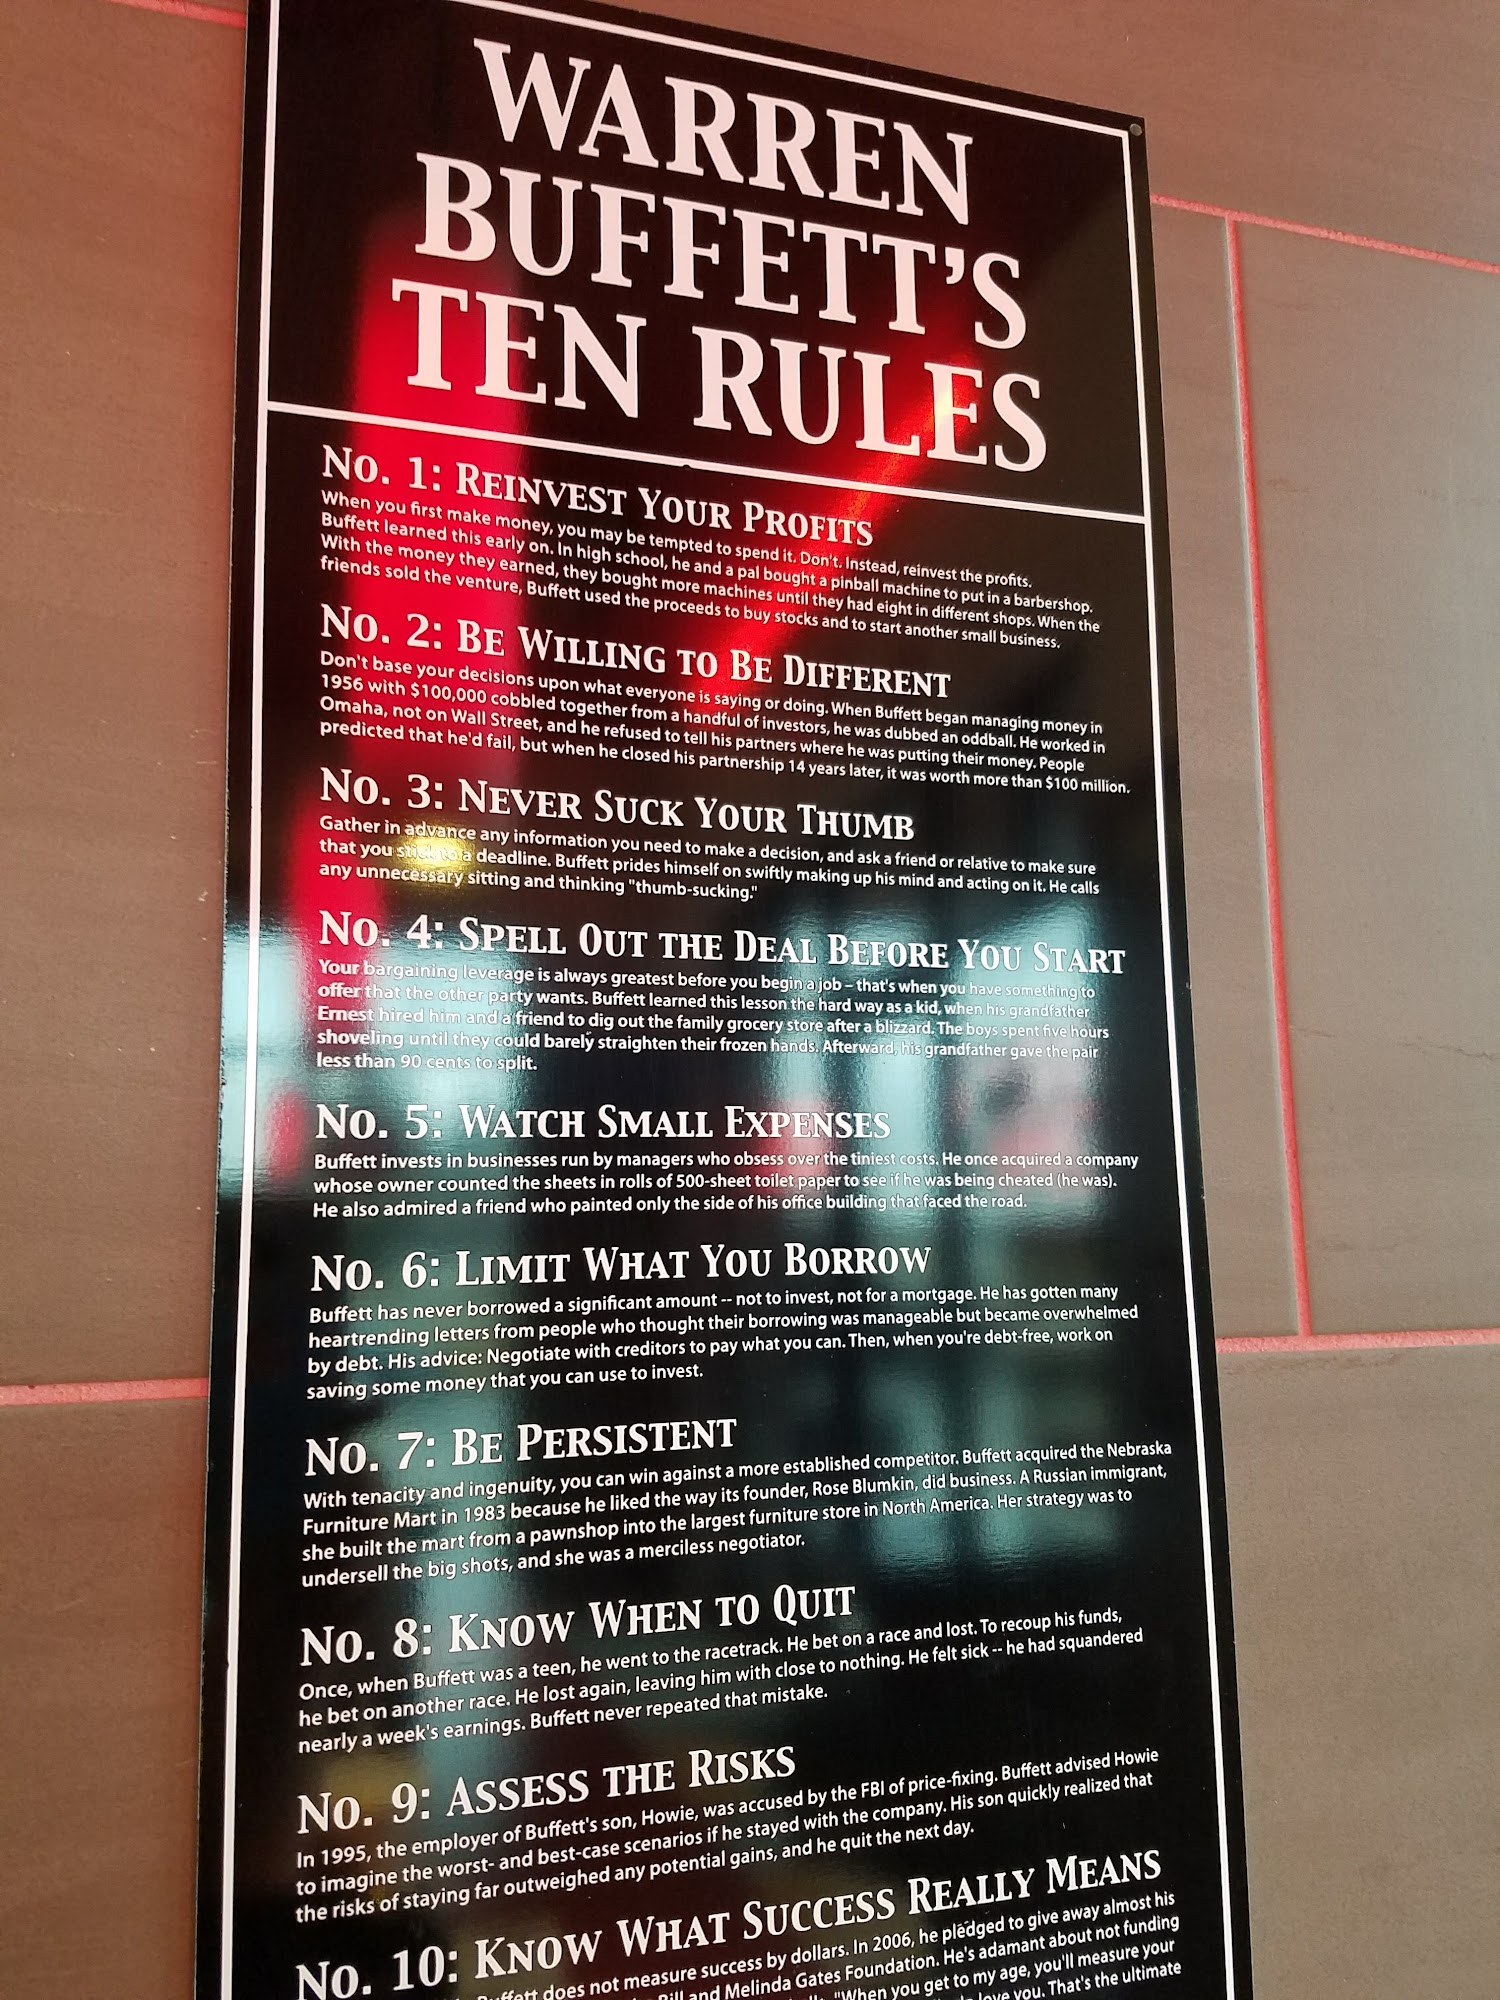 WARREN
BUFFETT'S
TEN RULES
No. 1: Reinvest Your Profits
When you first make money, you may be tempted to spend it. Don't. Instead, reinvest the profits.
Buffett learned this early on. In high school, he and a pal bought a pinball machine to put in a barbershop.
With the money they earned, they bought more machines until they had eight in different shops. When the
friends sold the venture, Buffett used the proceeds to buy stocks and to start another small business.
No. 2: Be Willing to Be Different
Don't base your decisions upon what everyone is saying or doing. When Buffett began managing money in
1956 with $100,000 cobbled together from a handful of investors, he was dubbed an oddball. He worked in
Omaha, not on Wall Street, and he refused to tell his partners where he was putting their money. People
predicted that he'd fail, but when he closed his partnership 14 years later, it was worth more than $100 million.
No. 3: Never Suck Your Thumb
Gather in advance any information you need to make a decision, and ask a friend or relative to make sure
that you stick to a deadline. Buffett prides himself on swiftly making up his mind and acting on it. He calls
any unnecessary sitting and thinking "thumb-sucking."
No. 4: Spell Out the Deal Before You Start
Your bargaining leverage is always greatest before you begin a job – that's when you have something to
offer that the other party wants. Buffett learned this lesson the hard way as a kid, when his grandfather
Ernest hired him and a friend to dig out the family grocery store after a blizzard. The boys spent five hours
shoveling until they could barely straighten their frozen hands. Afterward, his grandfather gave the pair
less than 90 cents to split.
No. 5: Watch Small Expenses
Buffett invests in businesses run by managers who obsess over the tiniest costs. He once acquired a company
whose owner counted the sheets in rolls of 500-sheet toilet paper to see if he was being cheated (he was).
He also admired a friend who painted only the side of his office building that faced the road.
No. 6: Limit What You Borrow
Buffett has never borrowed a significant amount -- not to invest, not for a mortgage. He has gotten many
heartrending letters from people who thought their borrowing was manageable but became overwhelmed
by debt. His advice: Negotiate with creditors to pay what you can. Then, when you're debt-free, work on
saving some money that you can use to invest.
No. 7: Be Persistent
With tenacity and ingenuity, you can win against a more established competitor. Buffett acquired the Nebraska
Furniture Mart in 1983 because he liked the way its founder, Rose Blumkin, did business. A Russian immigrant,
she built the mart from a pawnshop into the largest furniture store in North America. Her strategy was to
undersell the big shots, and she was a merciless negotiator.
No. 8: Know When to Quit
Once, when Buffett was a teen, he went to the racetrack. He bet on a race and lost. To recoup his funds,
he bet on another race. He lost again, leaving him with close to nothing. He felt sick -- he had squandered
nearly a week's earnings. Buffett never repeated that mistake.
No. 9: Assess the Risks
In 1995, the employer of Buffett's son, Howie, was accused by the FBI of price-fixing. Buffett advised Howie
to imagine the worst- and best-case scenarios if he stayed with the company. His son quickly realized that
the risks of staying far outweighed any potential gains, and he quit the next day.
No. 10: Know What Success Really Means
does not measure success by dollars. In 2006, he pledged to give away almost his
and Melinda Gates Foundation. He's adamant about not funding
"When you get to my age, you'll measure your
love you. That's the ultimate